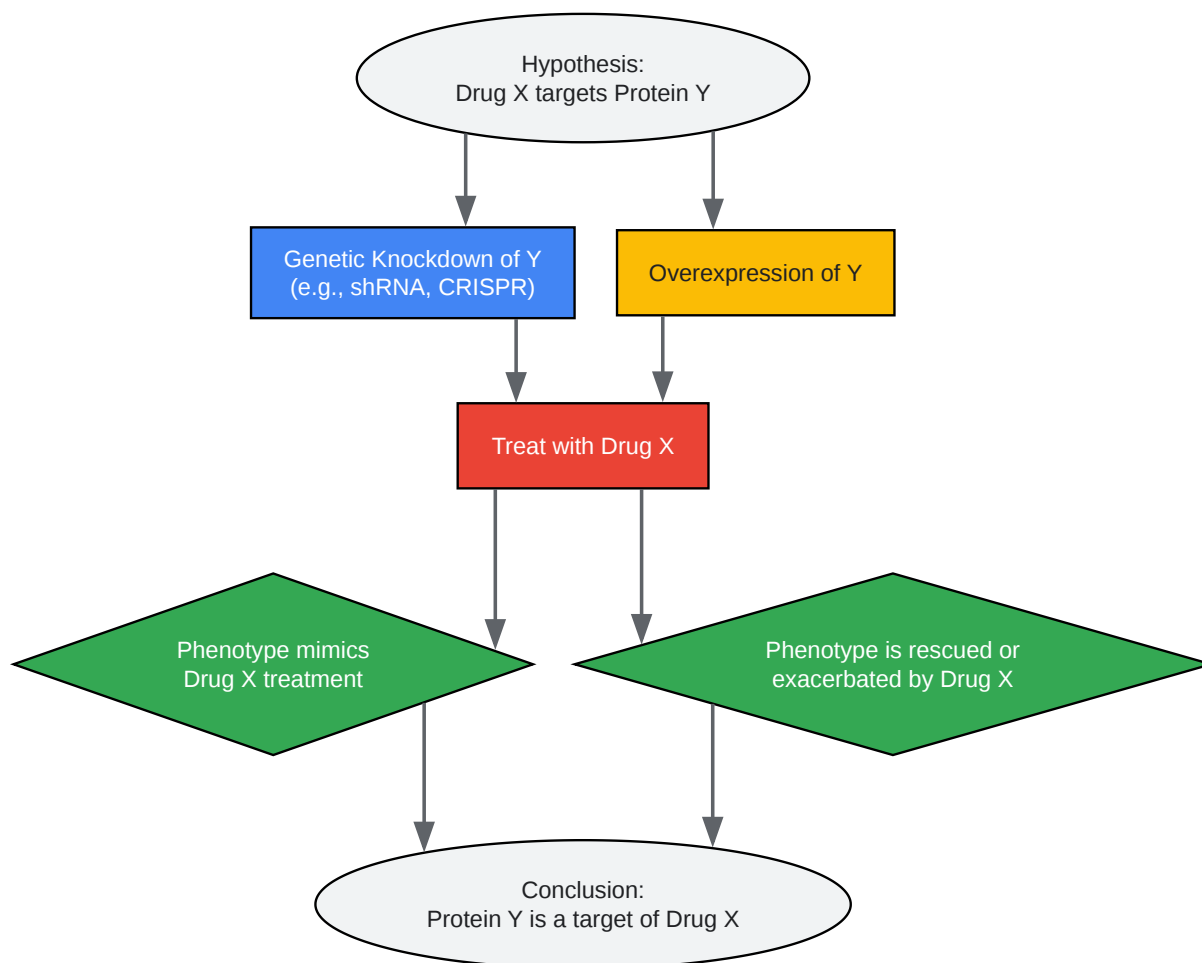 Hypothesis:
Drug X targets Protein Y
Genetic Knockdown of Y
(e.g., shRNA, CRISPR)
Overexpression of Y
Treat with Drug X
Phenotype mimics
Drug X treatment
Phenotype is rescued or
exacerbated by Drug X
Conclusion:
Protein Y is a target of Drug X